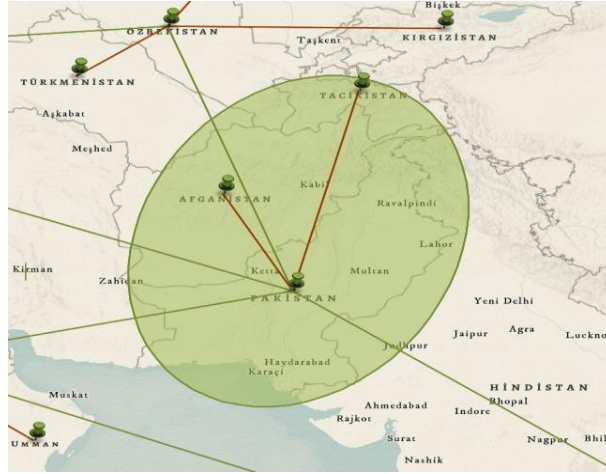 Bişkek
ÖZBEKİSTAN
KIRGIZİSTAN
Taşkeni
TÜRKMENİSTAN
TACİKİSTAN
Aşkabat
Meşhed
Kabil
AFGANİSTAN
Ravalpindi
Lahor
Kirman
Zahidan
Ketta
Multan
PAKİSTAN
Yeni Delhi
Jaipur
Agra
Luckno
Jodhpur
Haydarabad
Karaçi
HİNDİSTAN
Muskat
Bhopal
Ahmedabad
Indore
Rajkot
UMMAN
Surat
Nagpur
Bhil
Nashik